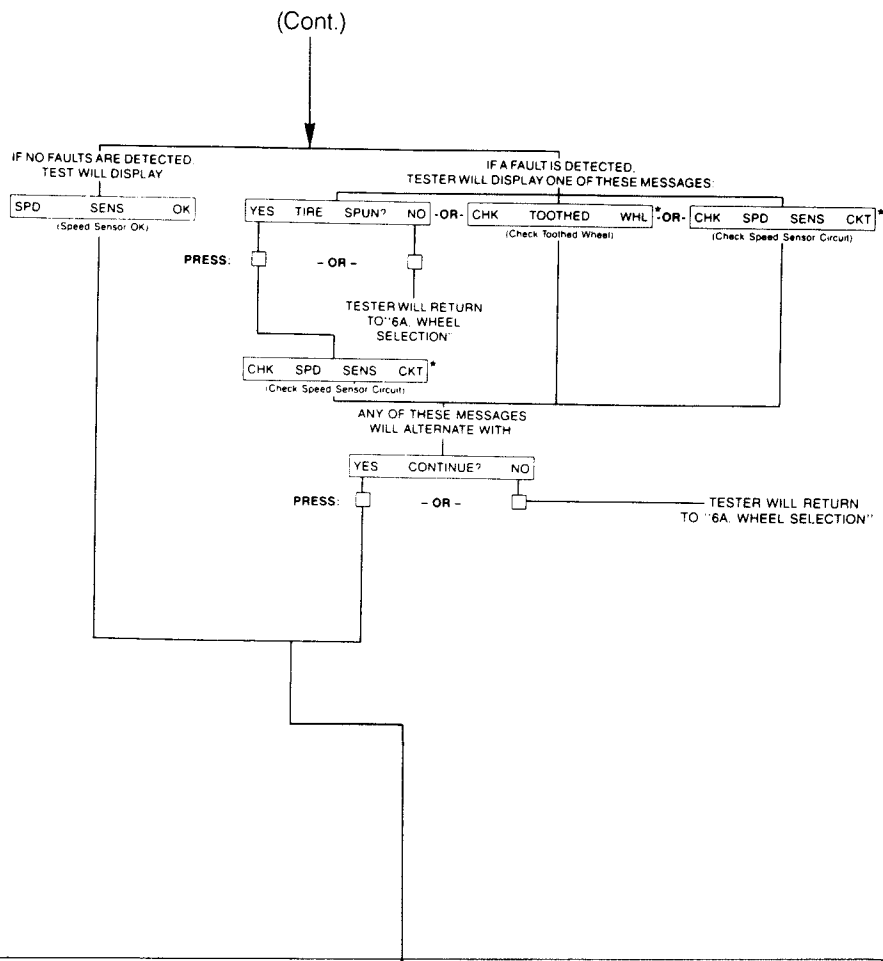 (Cont.)
IF NO FAULTS ARE DETECTED,
TEST WILL DISPLAY
IF A FAULT IS DETECTED,
TESTER WILL DISPLAY ONE OF THESE MESSAGES:
SPD SENS OK
(Speed Sensor OK)
YES TIRE SPUN? NO
-OR-
CHK TOOTHED WHL*
(Check Toothed Wheel)
-OR-
CHK SPD SENS CKT*
(Check Speed Sensor Circuit)
PRESS:
- OR -
TESTER WILL RETURN
TO "6A. WHEEL
SELECTION"
CHK SPD SENS CKT*
(Check Speed Sensor Circuit)
ANY OF THESE MESSAGES
WILL ALTERNATE WITH
YES CONTINUE? NO
PRESS:
- OR -
TESTER WILL RETURN
TO "6A. WHEEL SELECTION"